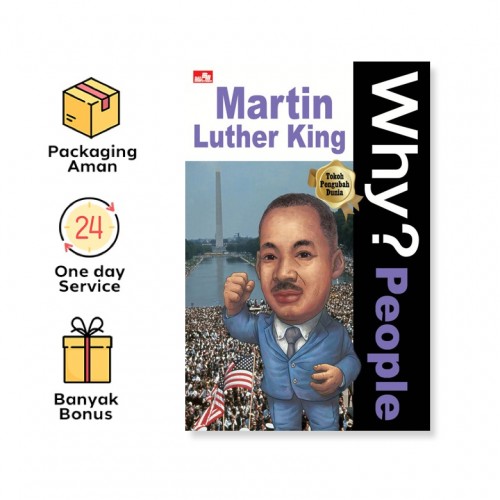 Packaging
Aman
24
One day
Service
Banyak
Bonus
Martin
Luther King
Tokoh
Pengubah
Dunia
Why? People